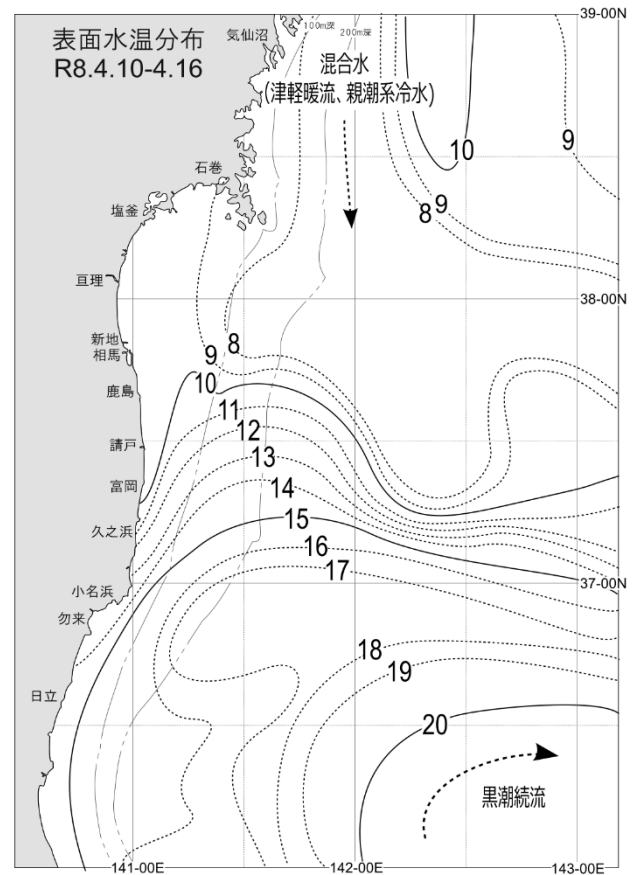 表面水温分布
R8.4.10-4.16
気仙沼
100m深
200m深
39-00N
混合水
(津軽暖流、親潮系冷水)
10
9
石巻
塩釜
9
8
亘理
38-00N
新地
相馬
8
9
10
鹿島
11
12
請戸
13
富岡
14
久之浜
15
16
17
37-00N
小名浜
勿来
18
19
日立
20
黒潮続流
141-00E
142-00E
143-00E